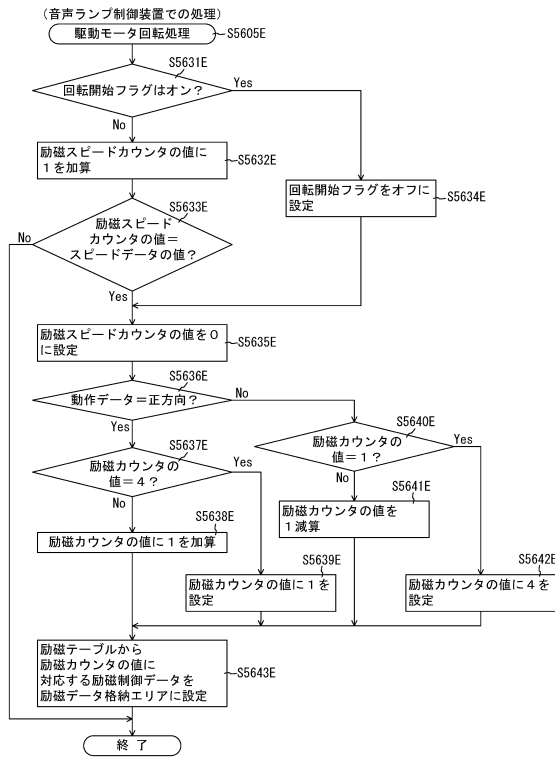 (音声ランプ制御装置での処理)
駆動モータ回転処理
S5605E
S5631E
回転開始フラグはオン?
Yes
No
励磁スピードカウンタの値に
1を加算
S5632E
回転開始フラグをオフに
設定
S5634E
S5633E
励磁スピード
カウンタの値=
スピードデータの値?
No
Yes
励磁スピードカウンタの値を0
に設定
S5635E
S5636E
動作データ=正方向?
No
Yes
S5640E
励磁カウンタの
値=1?
Yes
No
S5637E
励磁カウンタの
値=4?
Yes
No
S5641E
励磁カウンタの値を
1減算
S5638E
励磁カウンタの値に1を加算
S5639E
励磁カウンタの値に1を
設定
S5642E
励磁カウンタの値に4を
設定
励磁テーブルから
励磁カウンタの値に
対応する励磁制御データを
励磁データ格納エリアに設定
S5643E
終了